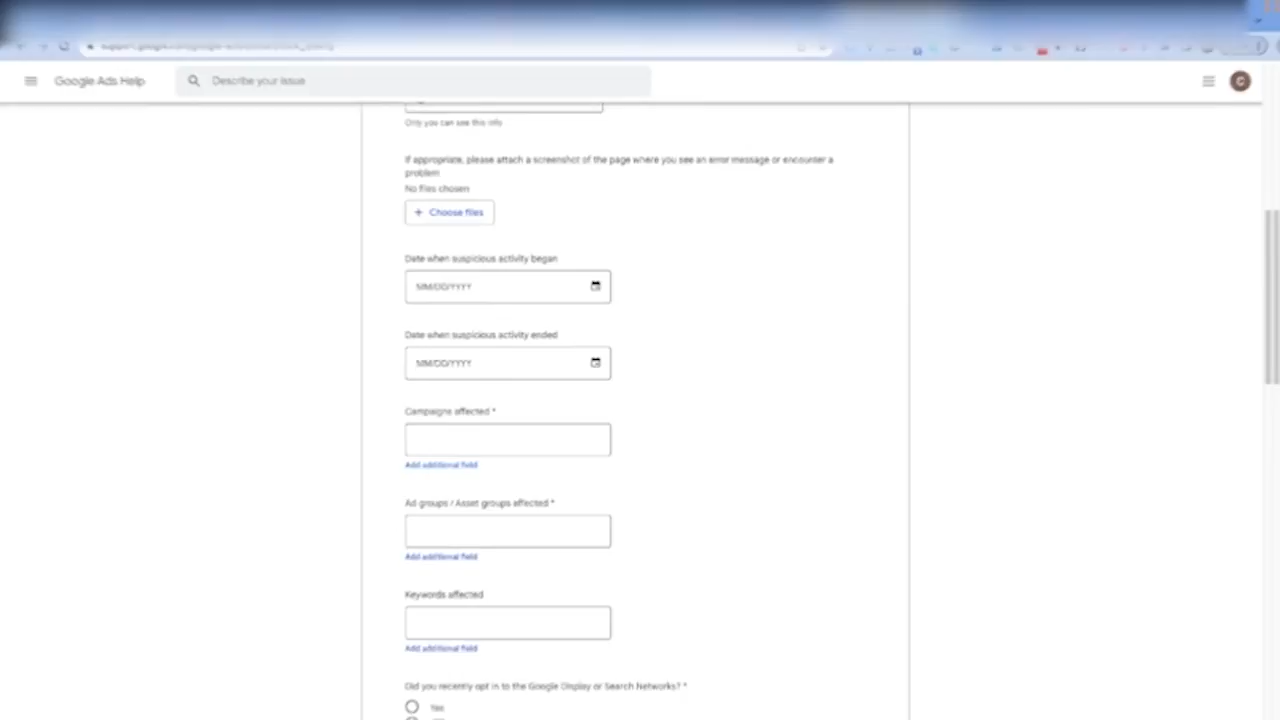 Google Ads Help
Describe your issue
C
Only you can see this info
If appropriate, please attach a screenshot of the page where you see an error message or encounter a
problem
No files chosen
+ Choose files
Date when suspicious activity began
MM/DD/YYYY
Date when suspicious activity ended
MM/DD/YYYY
Campaigns affected *
Add additional field
Ad groups / Asset groups affected *
Add additional field
Keywords affected
Add additional field
Did you recently opt in to the Google Display or Search Networks? *
Yes